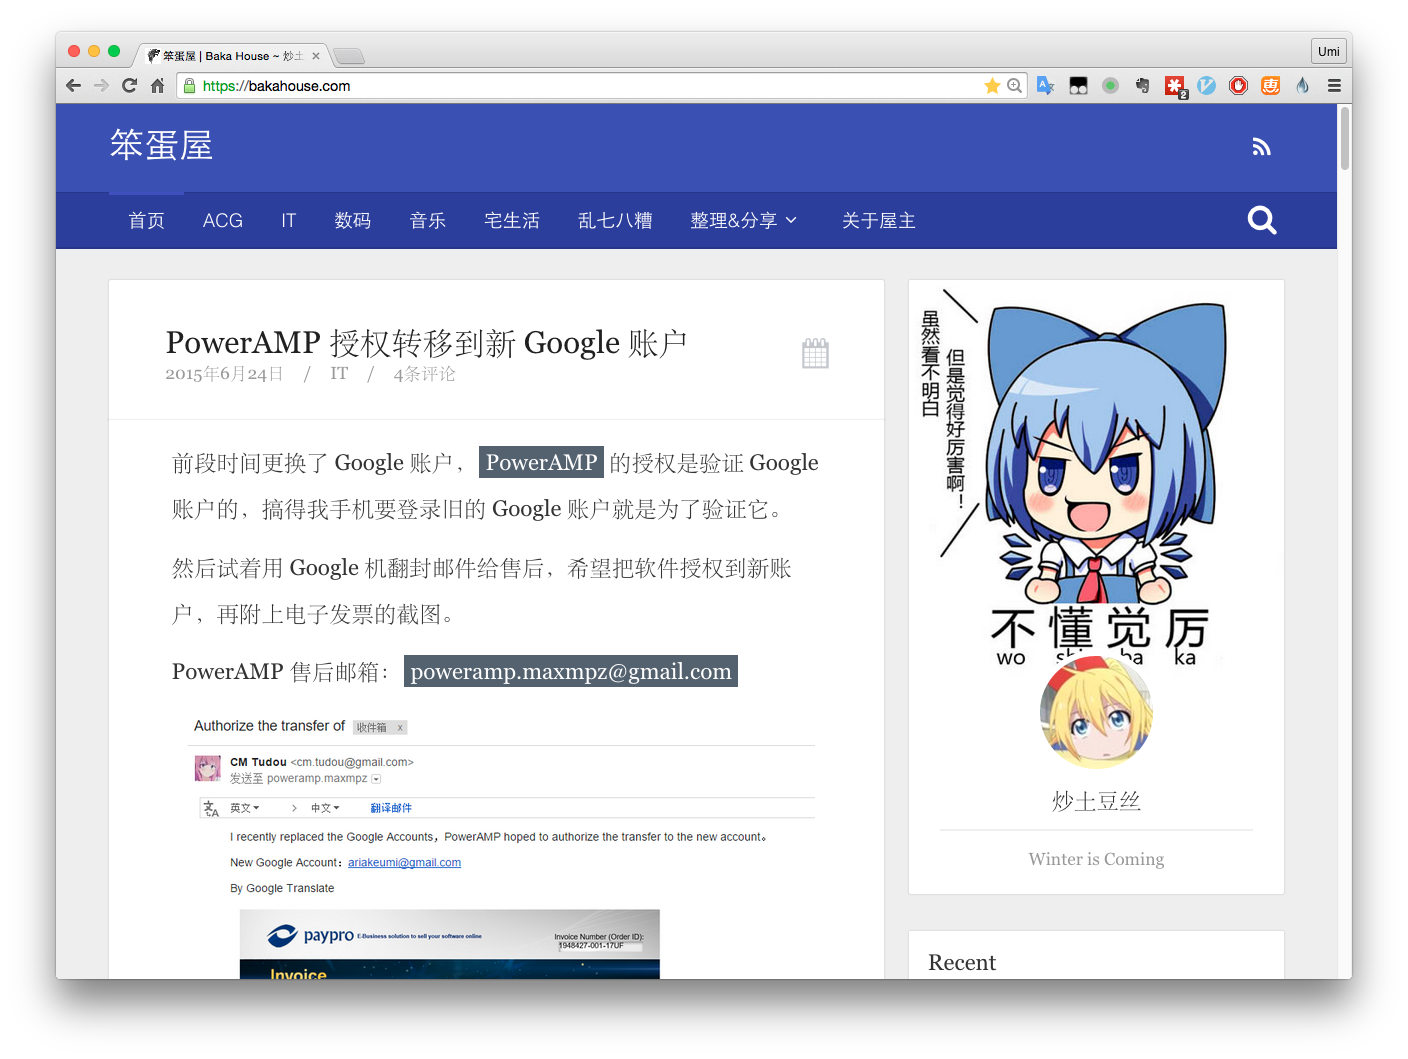 笨蛋屋 | Baka House ~ 炒土
Umi
https://bakahouse.com
2
笨蛋屋
首页 ACG IT 数码 音乐 宅生活 乱七八糟 整理&分享 关于屋主
PowerAMP 授权转移到新 Google 账户
2015年6月24日 / IT / 4条评论
前段时间更换了 Google 账户， PowerAMP 的授权是验证 Google
账户的，搞得我手机要登录旧的 Google 账户就是为了验证它。
然后试着用 Google 机翻封邮件给售后，希望把软件授权到新账
户，再附上电子发票的截图。
PowerAMP 售后邮箱： poweramp.maxmpz@gmail.com
Authorize the transfer of 收件箱 x
CM Tudou <cm.tudou@gmail.com>
发送至 poweramp.maxmpz
英文 > 中文 翻译邮件
I recently replaced the Google Accounts，PowerAMP hoped to authorize the transfer to the new account。
New Google Account：ariakeumi@gmail.com
By Google Translate
paypro E-Business solution to sell your software online
Invoice Number (Order ID):
1948427-001-17UF
Invoice
虽然看不明白
但是觉得好厉害啊！
不懂觉厉
wo shi ba ka
炒土豆丝
Winter is Coming
Recent